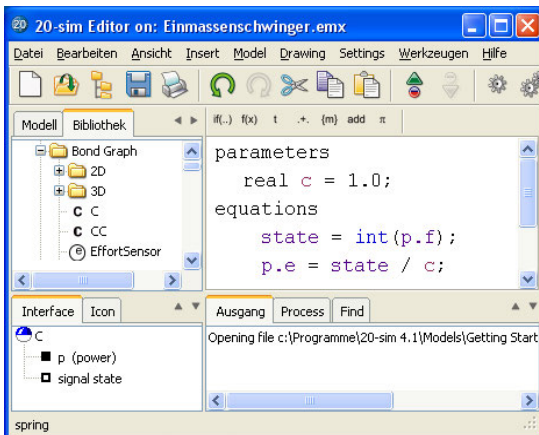 20-sim Editor on: Einmassenschwinger.emx
Datei Bearbeiten Ansicht Insert Model Drawing Settings Werkzeugen Hilfe
Modell Bibliothek
if(..) f(x) t .+. {m} add π
Bond Graph
2D
3D
C C
C CC
e EffortSensor
parameters
real c = 1.0;
equations
state = int(p.f);
p.e = state / c;
Interface Icon
C
p (power)
signal state
Ausgang Process Find
Opening file c:\Programme\20-sim 4.1\Models\Getting Start
spring